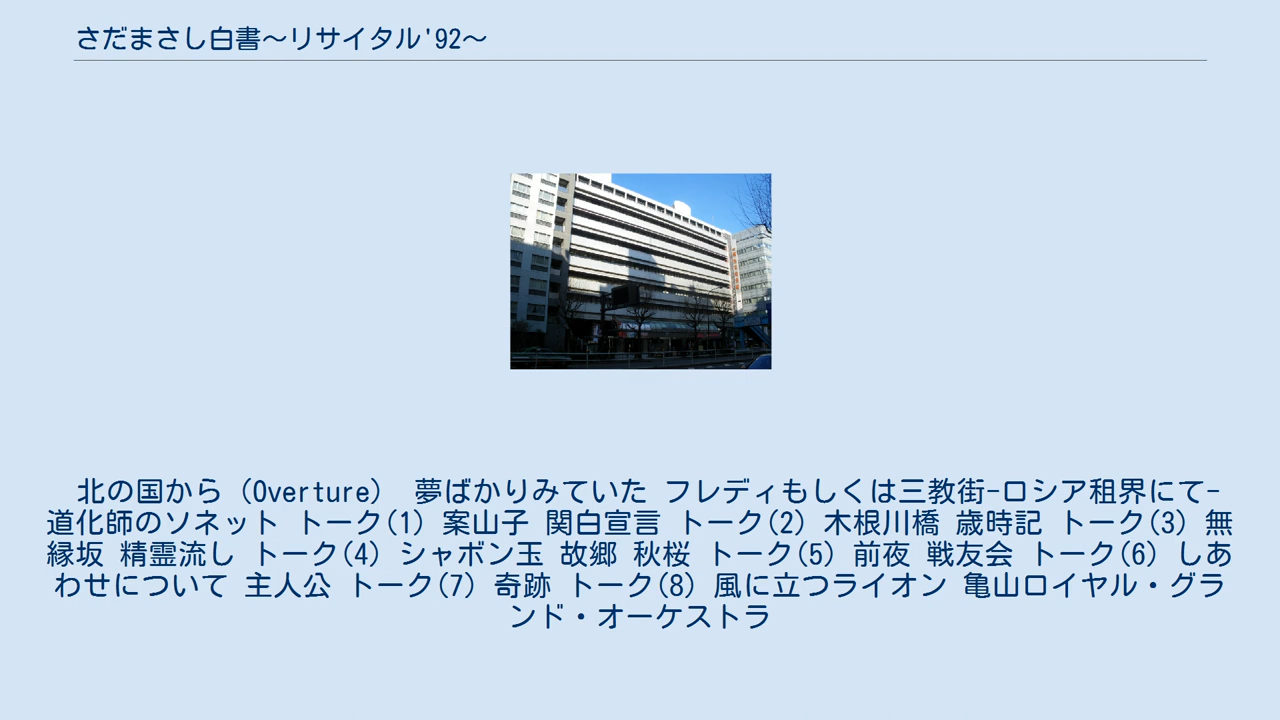 さだまさし白書～リサイタル'92～
北の国から（Overture） 夢ばかりみていた フレディもしくは三教街-ロシア租界にて-
道化師のソネット トーク(1) 案山子 関白宣言 トーク(2) 木根川橋 歳時記 トーク(3) 無
縁坂 精霊流し トーク(4) シャボン玉 故郷 秋桜 トーク(5) 前夜 戦友会 トーク(6) しあ
わせについて 主人公 トーク(7) 奇跡 トーク(8) 風に立つライオン 亀山ロイヤル・グラ
ンド・オーケストラ